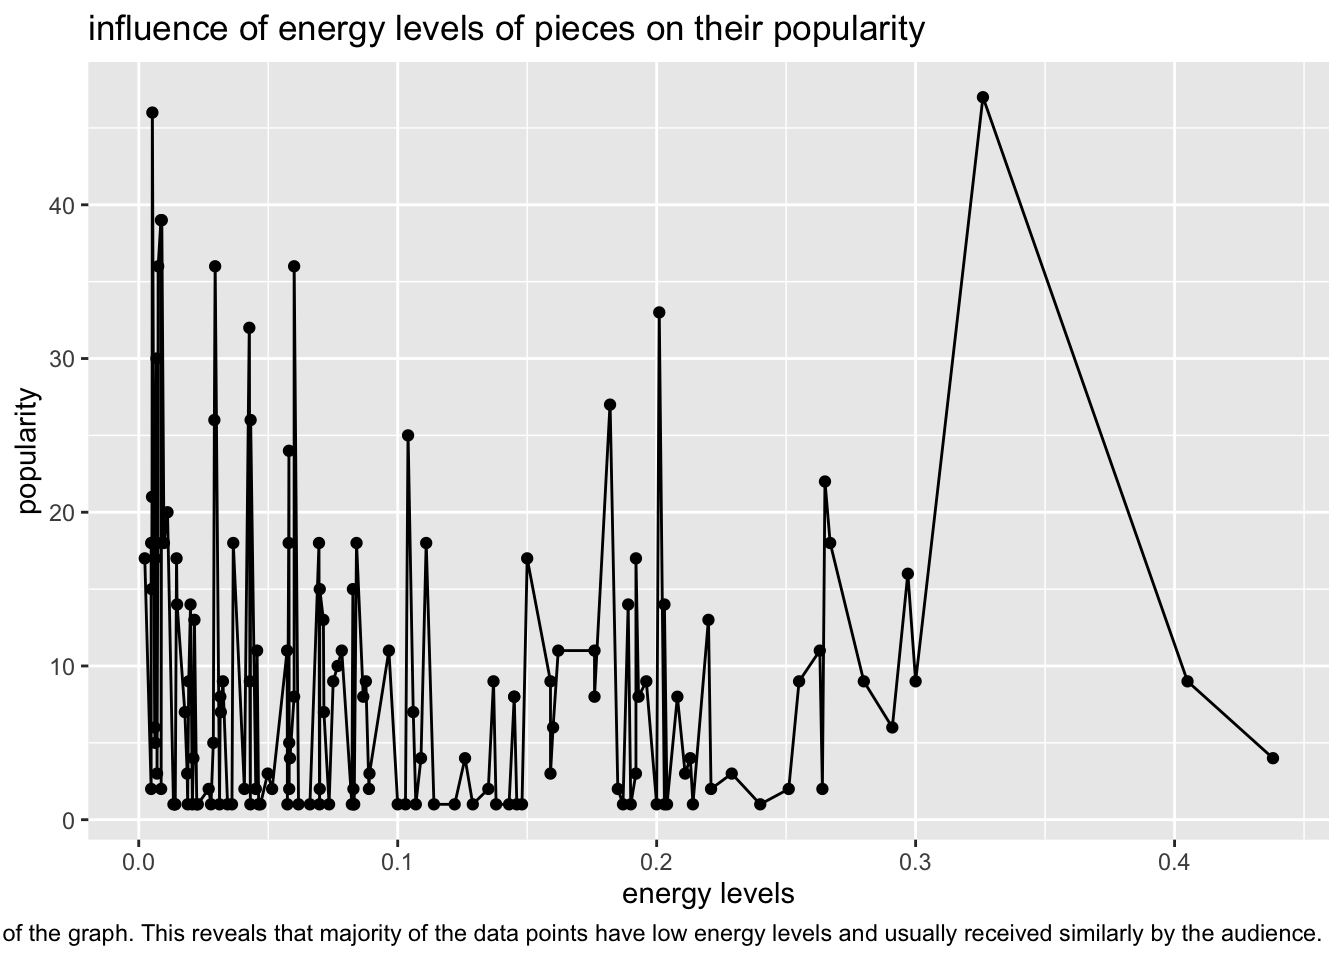 influence of energy levels of pieces on their popularity
40
30
20
10
0
popularity
0.0 0.1 0.2 0.3 0.4
energy levels
of the graph. This reveals that majority of the data points have low energy levels and usually received similarly by the audience.